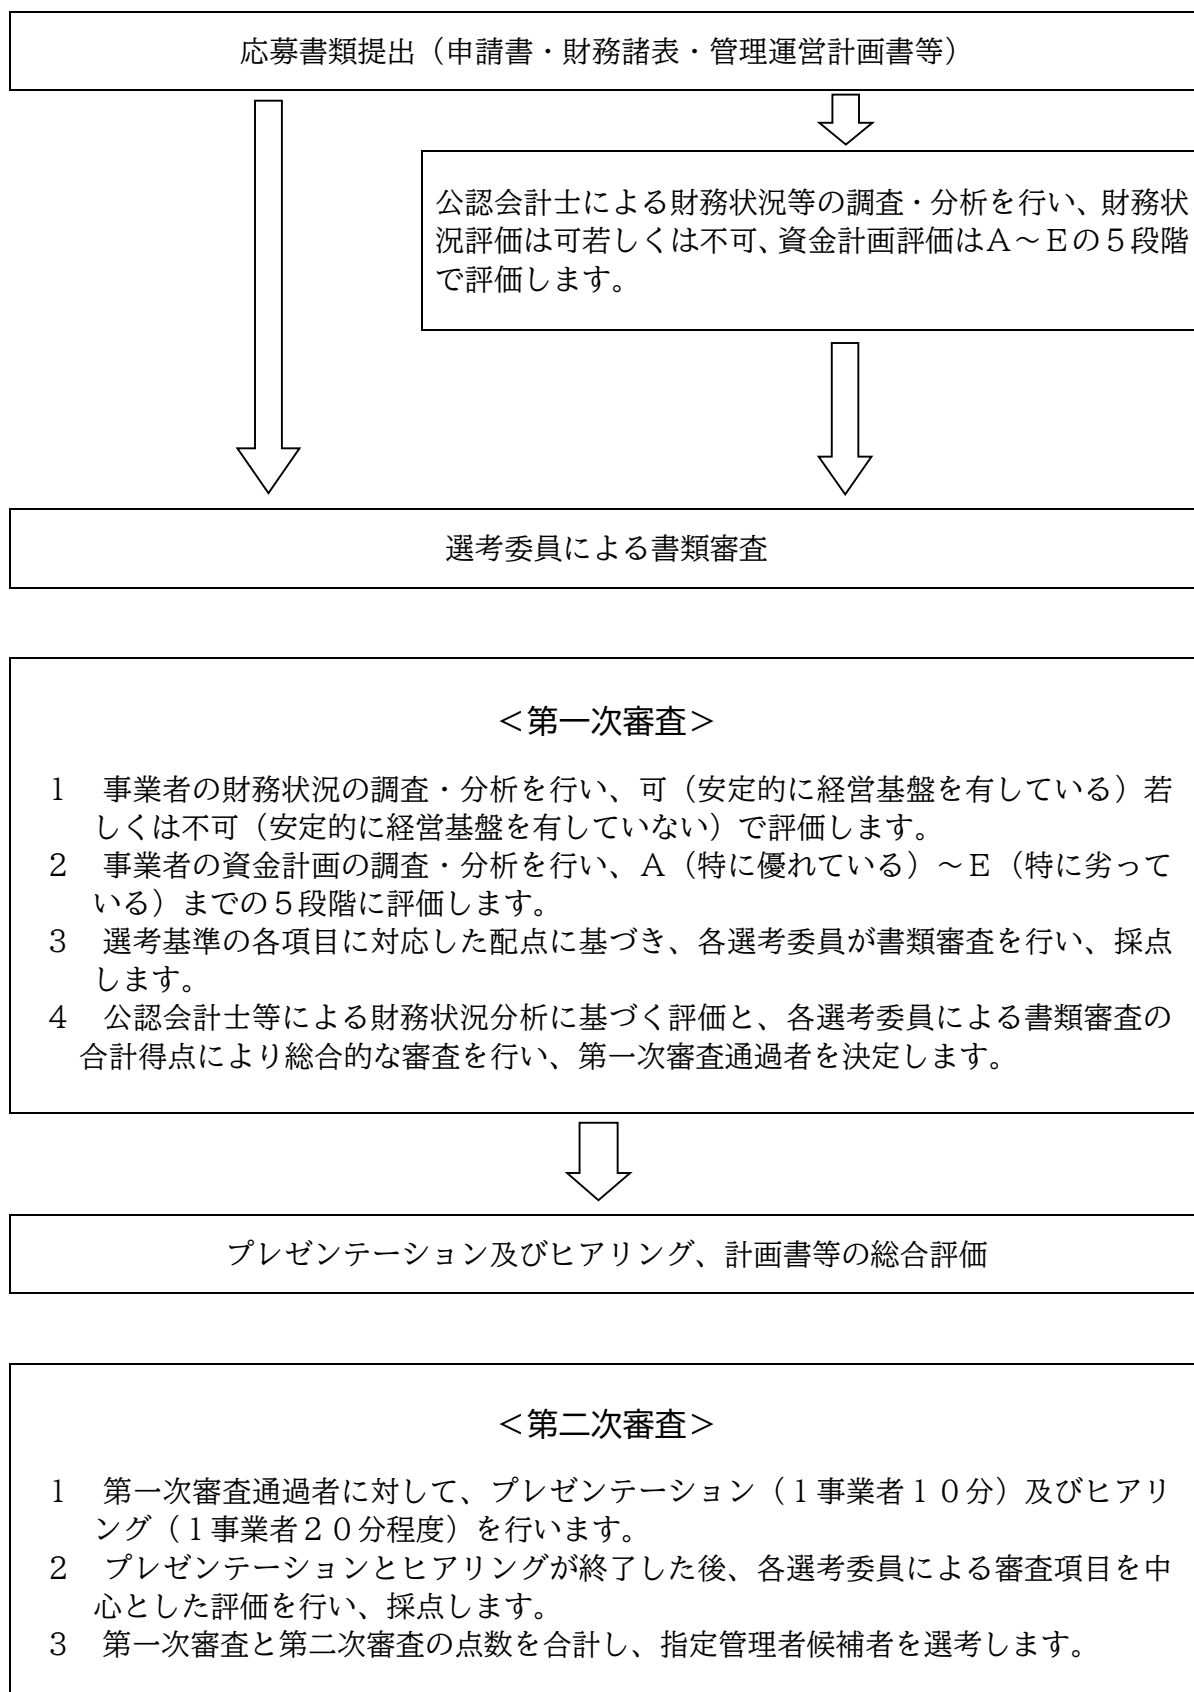 応募書類提出（申請書・財務諸表・管理運営計画書等）
公認会計士による財務状況等の調査・分析を行い、財務状
況評価は可若しくは不可、資金計画評価はＡ～Ｅの５段階
で評価します。
選考委員による書類審査
＜第一次審査＞
１　事業者の財務状況の調査・分析を行い、可（安定的に経営基盤を有している）若
しくは不可（安定的に経営基盤を有していない）で評価します。
２　事業者の資金計画の調査・分析を行い、Ａ（特に優れている）～Ｅ（特に劣って
いる）までの５段階に評価します。
３　選考基準の各項目に対応した配点に基づき、各選考委員が書類審査を行い、採点
します。
４　公認会計士等による財務状況分析に基づく評価と、各選考委員による書類審査の
合計得点により総合的な審査を行い、第一次審査通過者を決定します。
プレゼンテーション及びヒアリング、計画書等の総合評価
＜第二次審査＞
１　第一次審査通過者に対して、プレゼンテーション（１事業者１０分）及びヒアリ
ング（１事業者２０分程度）を行います。
２　プレゼンテーションとヒアリングが終了した後、各選考委員による審査項目を中
心とした評価を行い、採点します。
３　第一次審査と第二次審査の点数を合計し、指定管理者候補者を選考します。